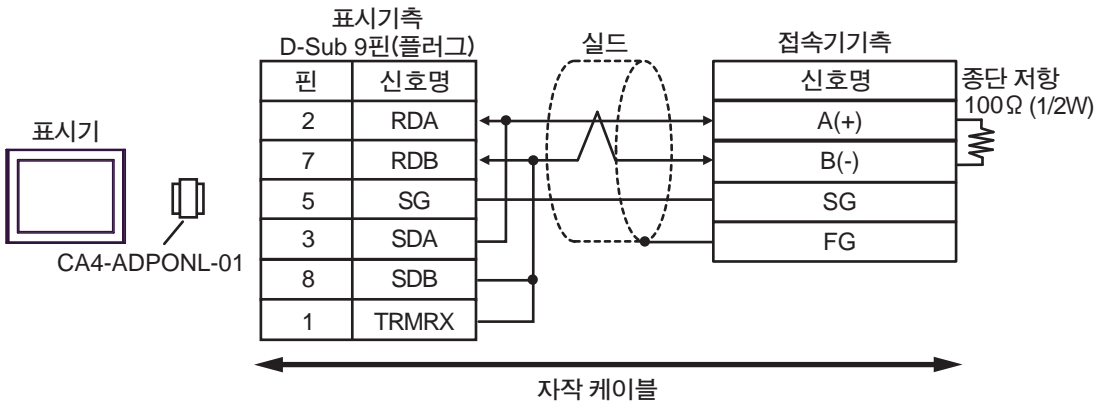 표시기측
D-Sub 9핀(플러그)
실드
접속기기측
핀 신호명
신호명
종단 저항
100Ω (1/2W)
2 RDA
A(+)
표시기
7 RDB
B(-)
5 SG
SG
3 SDA
FG
CA4-ADPONL-01
8 SDB
1 TRMRX
자작 케이블